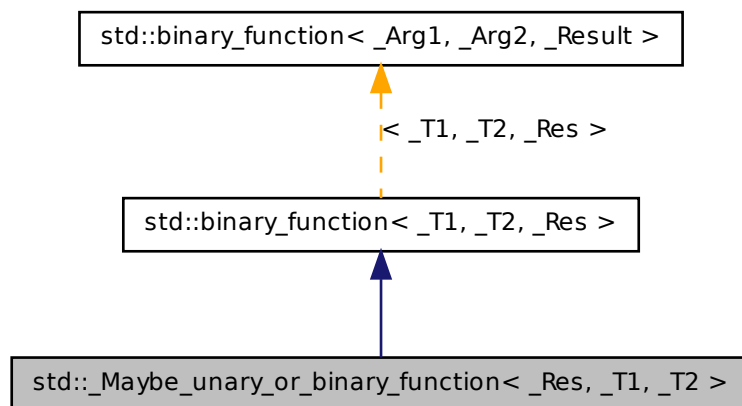 std::binary_function< _Arg1, _Arg2, _Result >
< _T1, _T2, _Res >
std::binary_function< _T1, _T2, _Res >
std::_Maybe_unary_or_binary_function< _Res, _T1, _T2 >